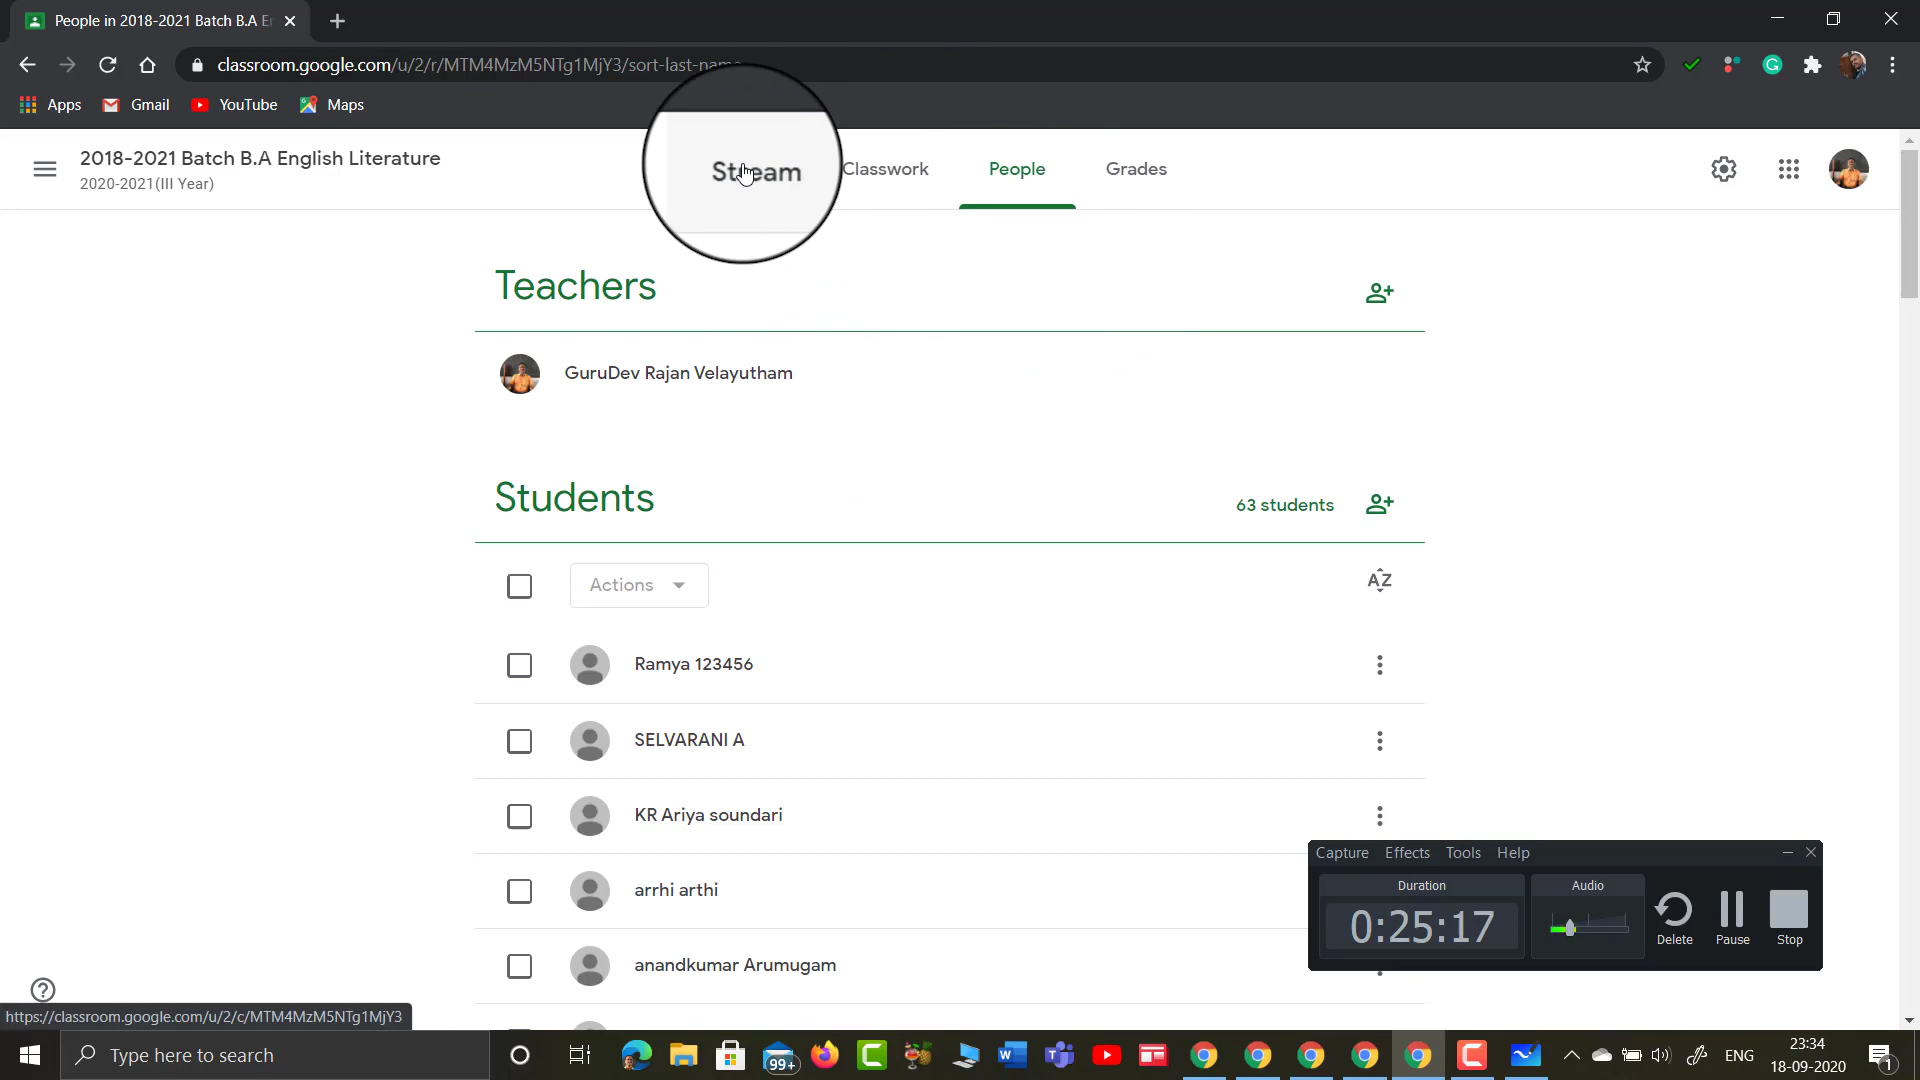 People in 2018-2021 Batch B.A E
classroom.google.com/u/2/r/MTM4MzM5NTg1MjY3/sort-last-name
Apps
Gmail
YouTube
Maps
2018-2021 Batch B.A English Literature
2020-2021(III Year)
Stream
Classwork
People
Grades
Teachers
GuruDev Rajan Velayutham
Students
63 students
Actions
AZ
Ramya 123456
SELVARANI A
KR Ariya soundari
arrhi arthi
anandkumar Arumugam
Capture Effects Tools Help
Duration
Audio
0:25:17
Delete
Pause
Stop
https://classroom.google.com/u/2/c/MTM4MzM5NTg1MjY3
Type here to search
99+
ENG
23:34
18-09-2020
1